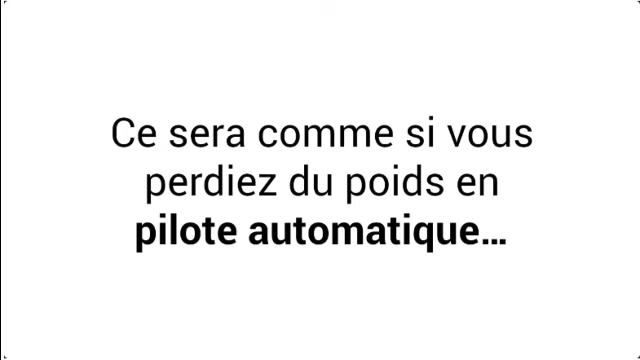 Ce sera comme si vous
perdiez du poids en
pilote automatique...